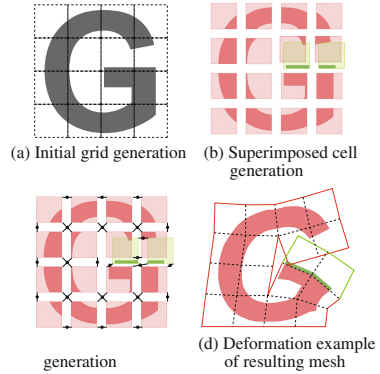 G
(a) Initial grid generation
G
(b) Superimposed cell
generation
G
generation
G
(d) Deformation example
of resulting mesh